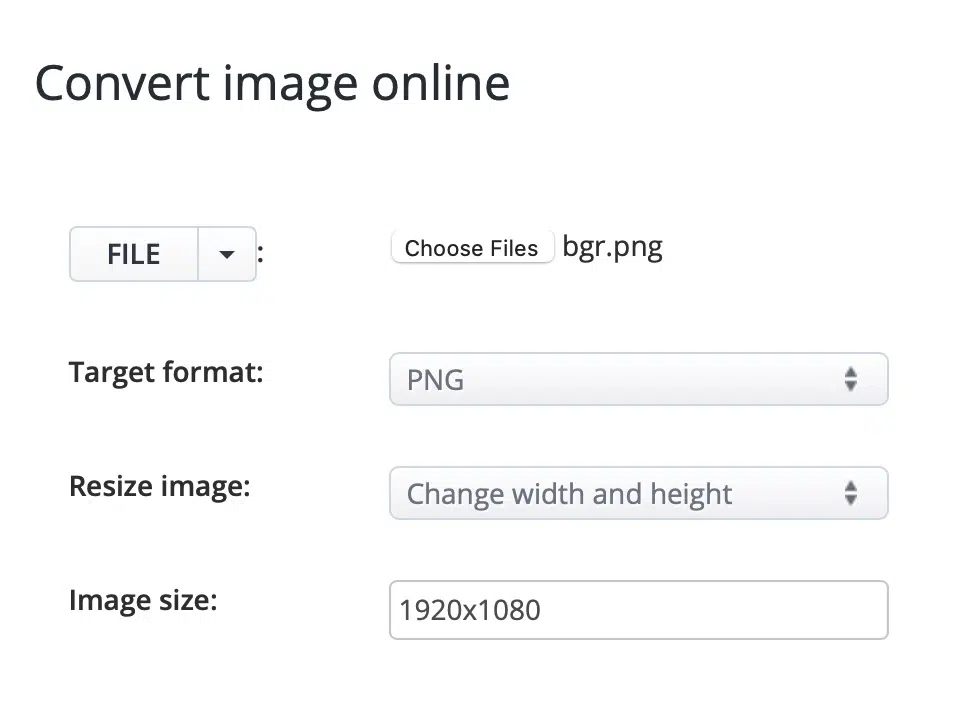 Convert image online
FILE :
Choose Files bgr.png
Target format:
PNG
Resize image:
Change width and height
Image size:
1920x1080